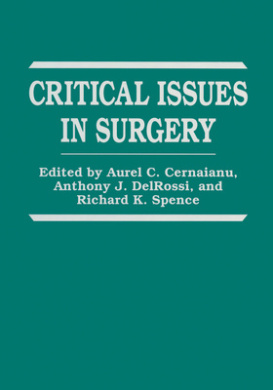 CRITICAL ISSUES
IN SURGERY
Edited by Aurel C. Cernaianu,
Anthony J. DelRossi, and
Richard K. Spence